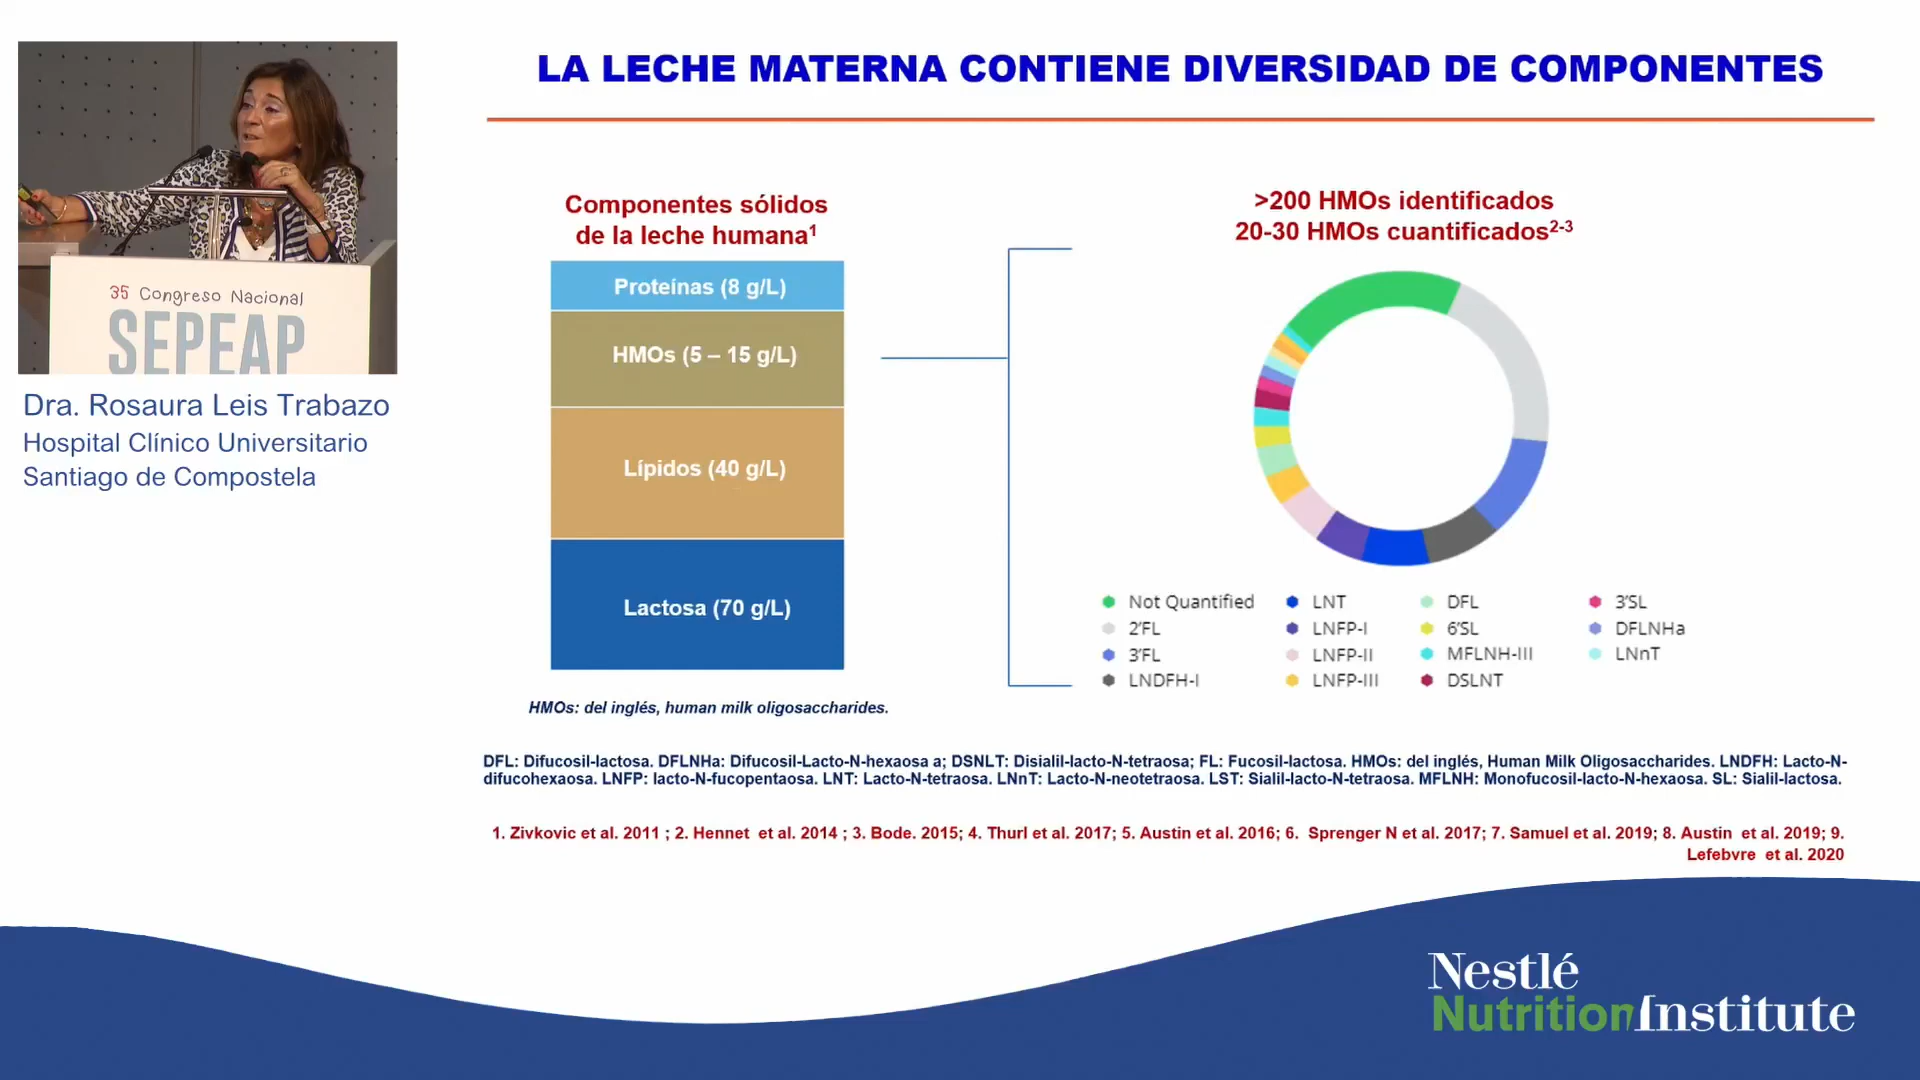 LA LECHE MATERNA CONTIENE DIVERSIDAD DE COMPONENTES
35 Congreso Nacional
SEPEAP
Dra. Rosaura Leis Trabazo
Hospital Clínico Universitario
Santiago de Compostela
Componentes sólidos
de la leche humana1
Proteínas (8 g/L)
HMOs (5 – 15 g/L)
Lípidos (40 g/L)
Lactosa (70 g/L)
HMOs: del inglés, human milk oligosaccharides.
>200 HMOs identificados
20-30 HMOs cuantificados2-3
Not Quantified
2'FL
3'FL
LNDFH-I
LNT
LNFP-I
LNFP-II
LNFP-III
DFL
6'SL
MFLNH-III
DSLNT
3'SL
DFLNHa
LNnT
DFL: Difucosil-lactosa. DFLNHa: Difucosil-Lacto-N-hexaosa a; DSNLT: Disialil-lacto-N-tetraosa; FL: Fucosil-lactosa. HMOs: del inglés, Human Milk Oligosaccharides. LNDFH: Lacto-N-
difucohexaosa. LNFP: lacto-N-fucopentaosa. LNT: Lacto-N-tetraosa. LNnT: Lacto-N-neotetraosa. LST: Sialil-lacto-N-tetraosa. MFLNH: Monofucosil-lacto-N-hexaosa. SL: Sialil-lactosa.
1. Zivkovic et al. 2011 ; 2. Hennet et al. 2014 ; 3. Bode. 2015; 4. Thurl et al. 2017; 5. Austin et al. 2016; 6. Sprenger N et al. 2017; 7. Samuel et al. 2019; 8. Austin et al. 2019; 9.
Lefebvre et al. 2020
Nestlé
NutritionInstitute